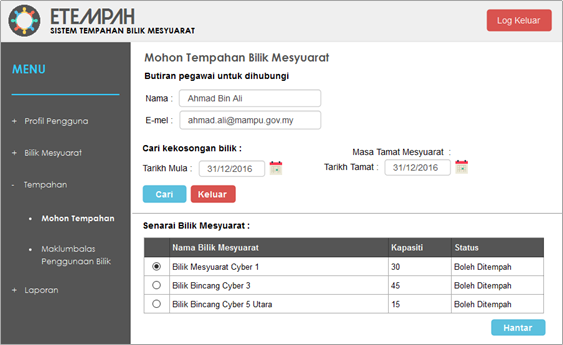 ETEMPAH
SISTEM TEMPAHAN BILIK MESYUARAT
Log Keluar
MENU
+ Profil Pengguna
+ Bilik Mesyuarat
- Tempahan
• Mohon Tempahan
• Maklumbalas
Penggunaan Bilik
+ Laporan
Mohon Tempahan Bilik Mesyuarat
Butiran pegawai untuk dihubungi
Nama : Ahmad Bin Ali
E-mel : ahmad.ali@mampu.gov.my
Cari kekosongan bilik :
Masa Tamat Mesyuarat :
Tarikh Mula : 31/12/2016
Tarikh Tamat : 31/12/2016
Cari Keluar
Senarai Bilik Mesyuarat :
Nama Bilik Mesyuarat Kapasiti Status
Bilik Mesyuarat Cyber 1 30 Boleh Ditempah
Bilik Bincang Cyber 3 45 Boleh Ditempah
Bilik Bincang Cyber 5 Utara 15 Boleh Ditempah
Hantar